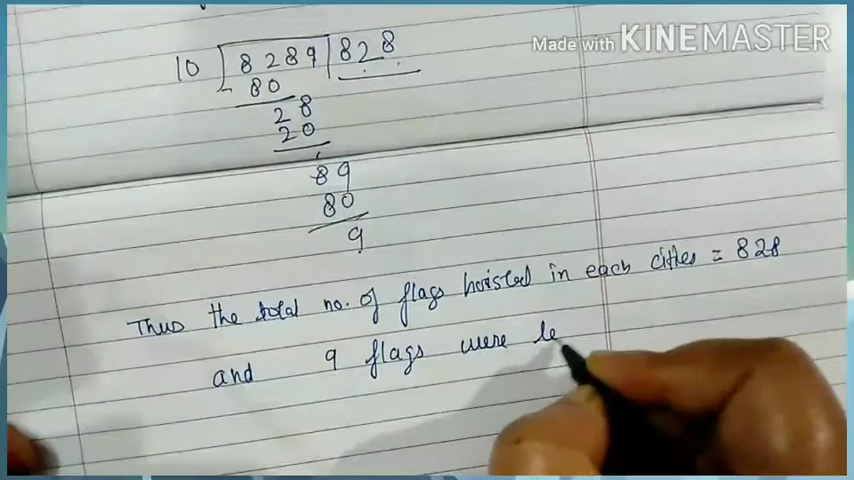 Made with KINEMASTER
10 8289 828
80
28
20
89
80
9
Thus the total no. of flags hoisted in each cities = 828
and 9 flags were le